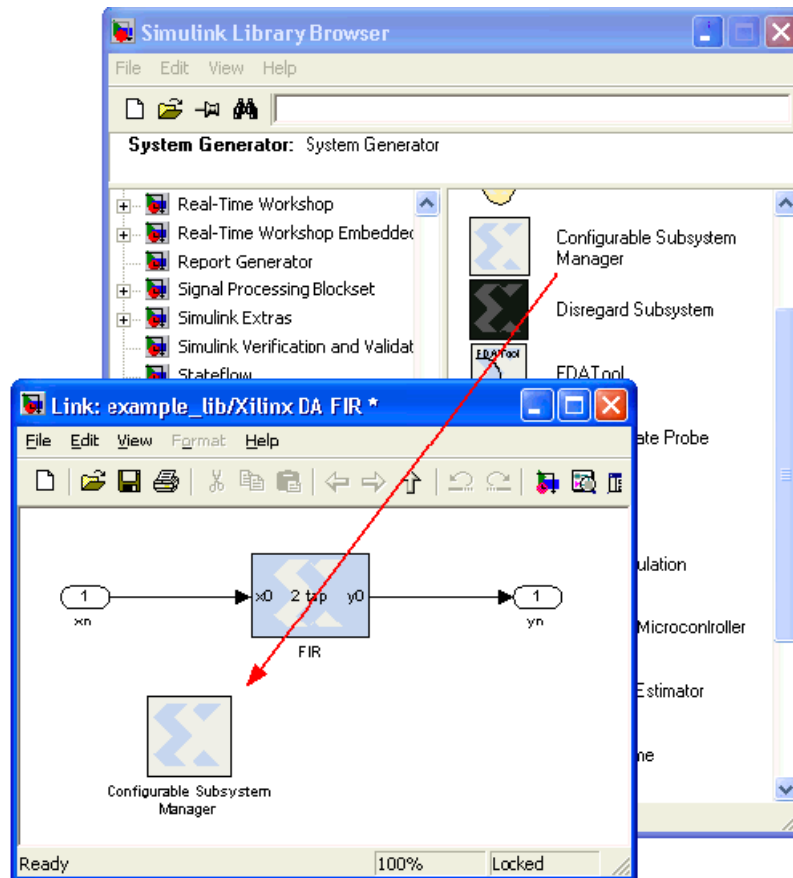 Simulink Library Browser
File Edit View Help
System Generator: System Generator
Real-Time Workshop
Real-Time Workshop Embedded
Report Generator
Signal Processing Blockset
Simulink Extras
Simulink Verification and Validat
Stateflow
Configurable Subsystem
Manager
Disregard Subsystem
FDATool
FDATool
ate Probe
ulation
Microconlroller
Estimator
me
Link: example_lib/Xilinx DA FIR *
File Edit View Format Help
1
xn
x0 2 tap y0
FIR
1
yn
Configurable Subsystem
Manager
Ready 100% Locked